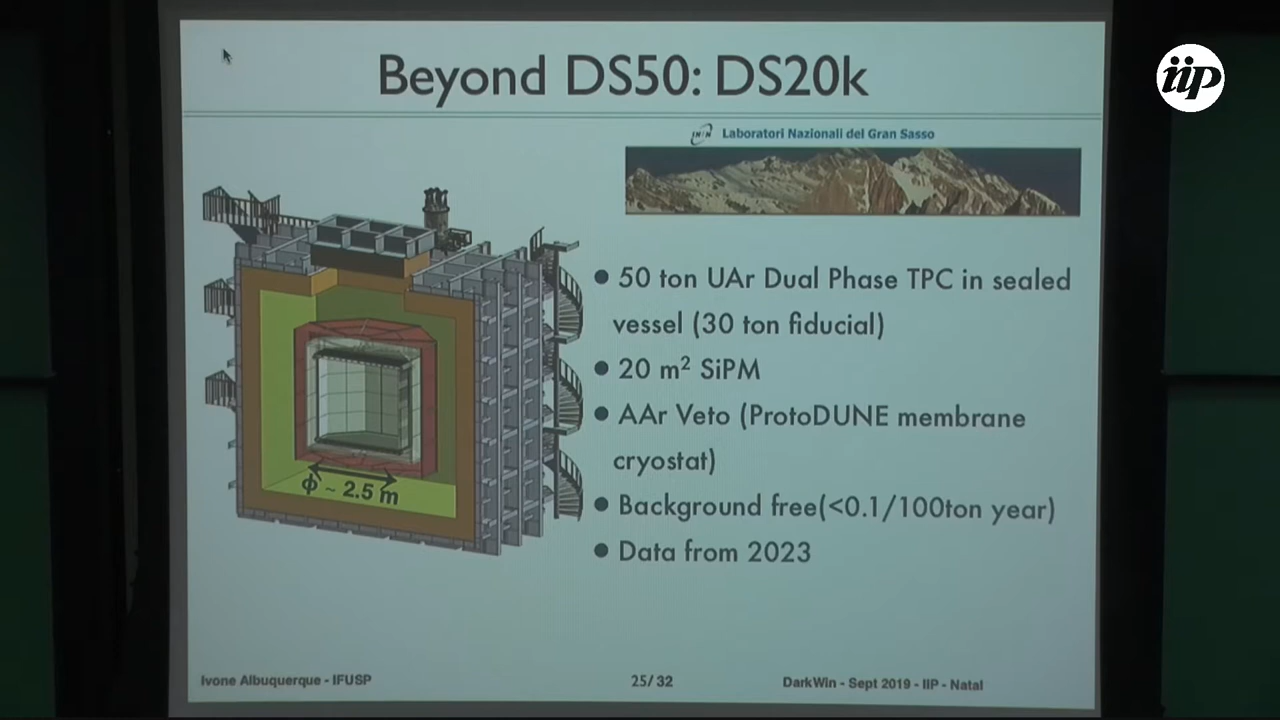 iip
Beyond DS50: DS20k
INFN Laboratori Nazionali del Gran Sasso
• 50 ton UAr Dual Phase TPC in sealed
vessel (30 ton fiducial)
• 20 m² SiPM
• AAr Veto (ProtoDUNE membrane
cryostat)
• Background free(<0.1/100ton year)
• Data from 2023
ϕ ~ 2.5 m
Ivone Albuquerque - IFUSP
25/ 32
DarkWin - Sept 2019 - IIP - Natal